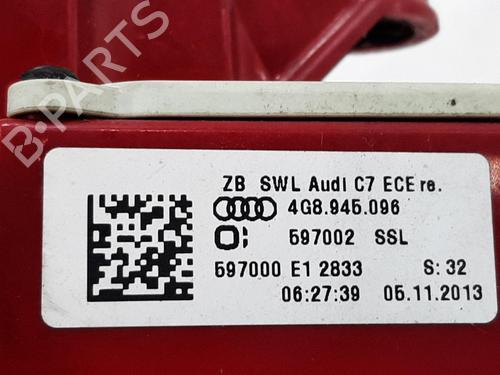 B-PARTS
ZB SWL Audi C7 ECE re.
4G8.945.096
597002 SSL
597000 E1 2833 S: 32
06:27:39 05.11.2013